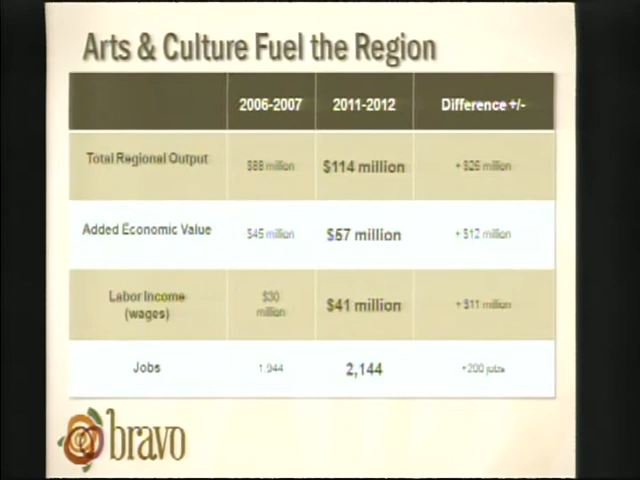 Arts & Culture Fuel the Region
2006-2007 2011-2012 Difference +/-
Total Regional Output $88 million $114 million + $26 million
Added Economic Value $45 million $57 million + $12 million
Labor Income (wages) $30 million $41 million + $11 million
Jobs 1,944 2,144 +200 jobs
bravo